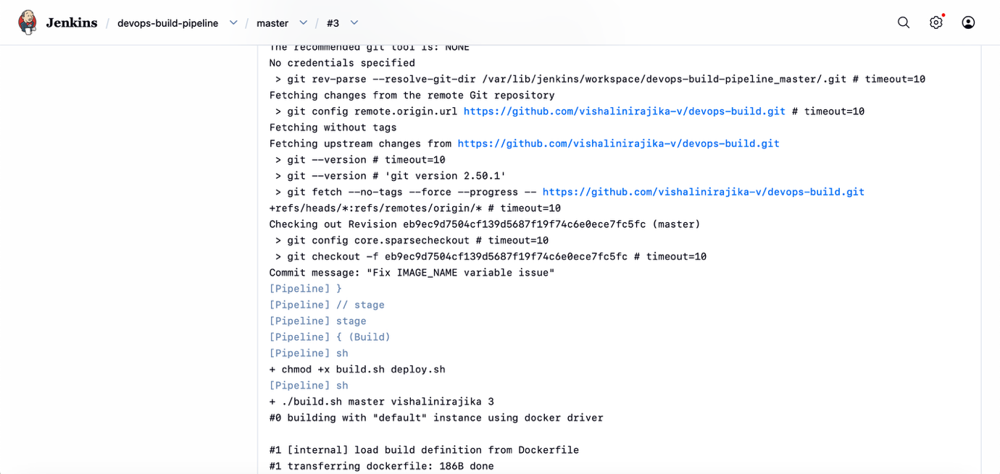 Jenkins / devops-build-pipeline / master / #3
The recommended git tool is: NONE
No credentials specified
 > git rev-parse --resolve-git-dir /var/lib/jenkins/workspace/devops-build-pipeline_master/.git # timeout=10
Fetching changes from the remote Git repository
 > git config remote.origin.url https://github.com/vishalinirajika-v/devops-build.git # timeout=10
Fetching without tags
Fetching upstream changes from https://github.com/vishalinirajika-v/devops-build.git
 > git --version # timeout=10
 > git --version # 'git version 2.50.1'
 > git fetch --no-tags --force --progress -- https://github.com/vishalinirajika-v/devops-build.git
+refs/heads/*:refs/remotes/origin/* # timeout=10
Checking out Revision eb9ec9d7504cf139d5687f19f74c6e0ece7fc5fc (master)
 > git config core.sparsecheckout # timeout=10
 > git checkout -f eb9ec9d7504cf139d5687f19f74c6e0ece7fc5fc # timeout=10
Commit message: "Fix IMAGE_NAME variable issue"
[Pipeline] }
[Pipeline] // stage
[Pipeline] stage
[Pipeline] { (Build)
[Pipeline] sh
+ chmod +x build.sh deploy.sh
[Pipeline] sh
+ ./build.sh master vishalinirajika 3
#0 building with "default" instance using docker driver
#1 [internal] load build definition from Dockerfile
#1 transferring dockerfile: 186B done